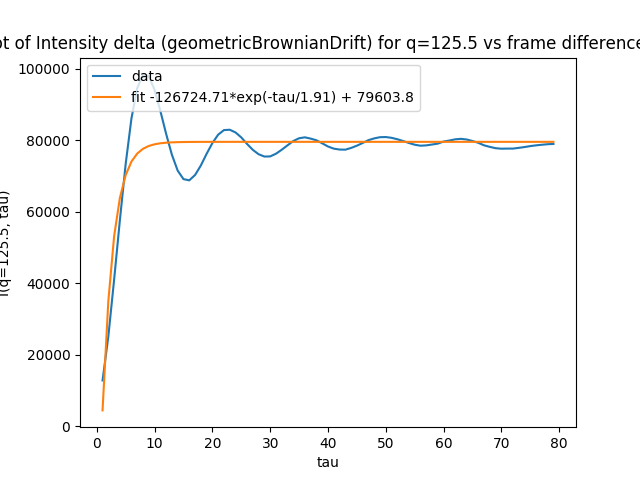 ot of Intensity delta (geometricBrownianDrift) for q=125.5 vs frame difference
data
fit -126724.71*exp(-tau/1.91) + 79603.8
100000
80000
60000
40000
20000
0
I(q=125.5, tau)
0 10 20 30 40 50 60 70 80
tau